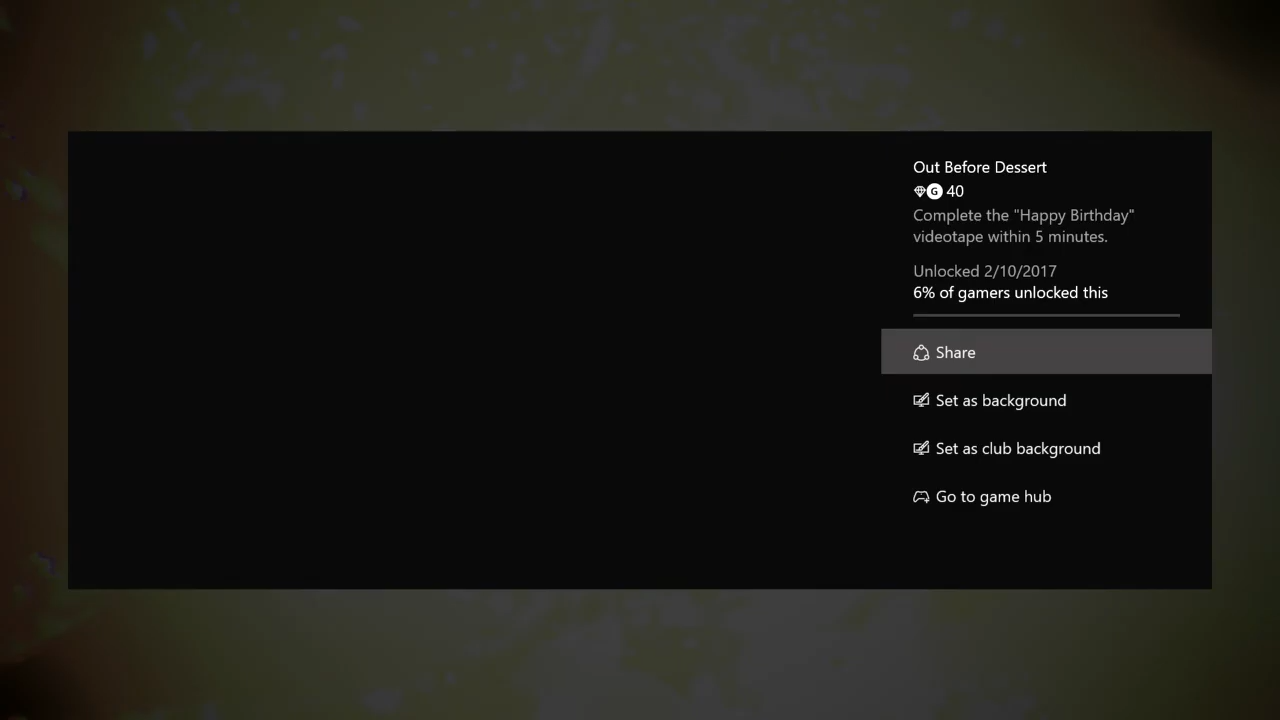 Out Before Dessert
G 40
Complete the "Happy Birthday"
videotape within 5 minutes.
Unlocked 2/10/2017
6% of gamers unlocked this
Share
Set as background
Set as club background
Go to game hub